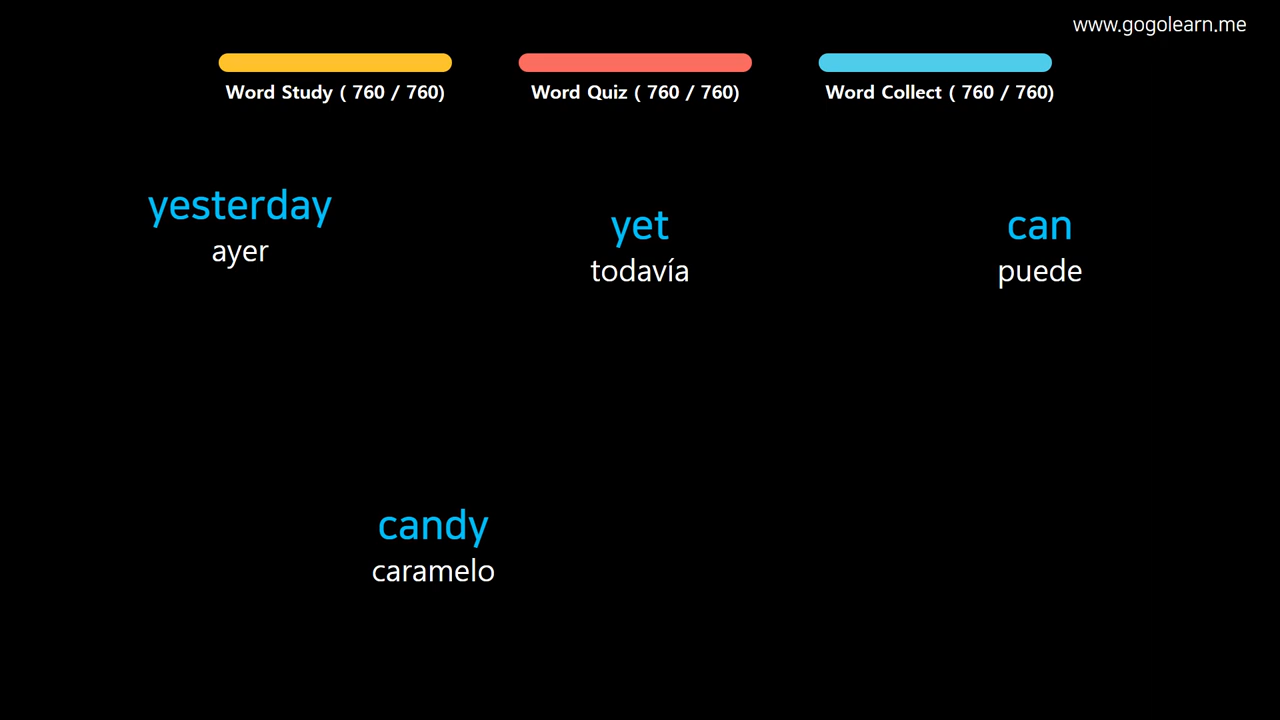 www.gogolearn.me
Word Study ( 760 / 760)
Word Quiz ( 760 / 760)
Word Collect ( 760 / 760)
yesterday
ayer
yet
todavía
can
puede
candy
caramelo